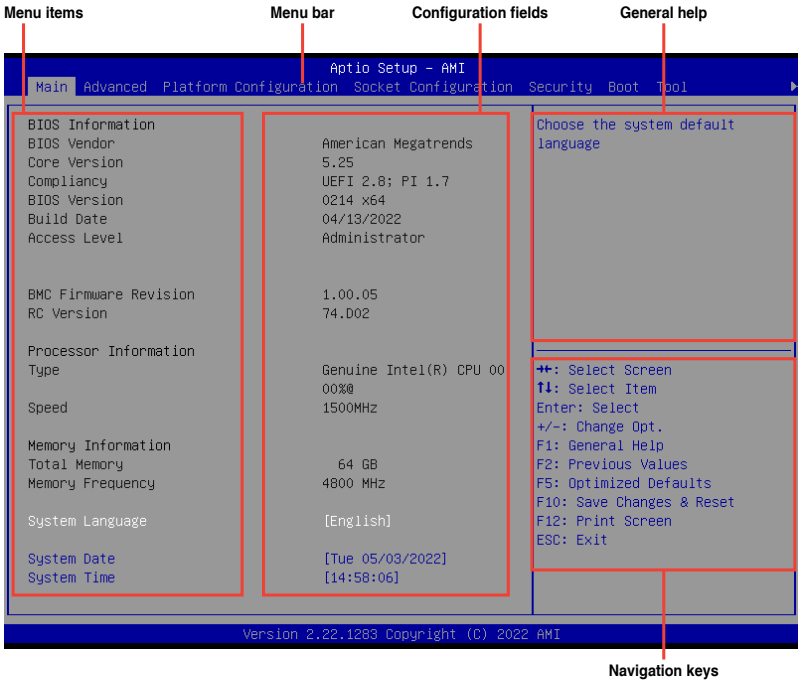 Menu items Menu bar Configuration fields General help
Aptio Setup – AMI
Main Advanced Platform Configuration Socket Configuration Security Boot Tool
BIOS Information
BIOS Vendor American Megatrends
Core Version 5.25
Compliancy UEFI 2.8; PI 1.7
BIOS Version 0214 x64
Build Date 04/13/2022
Access Level Administrator
BMC Firmware Revision 1.00.05
RC Version 74.D02
Processor Information
Type Genuine Intel(R) CPU 00
00%@
Speed 1500MHz
Memory Information
Total Memory 64 GB
Memory Frequency 4800 MHz
System Language [English]
System Date [Tue 05/03/2022]
System Time [14:58:06]
Choose the system default
language
→←: Select Screen
↑↓: Select Item
Enter: Select
+/-: Change Opt.
F1: General Help
F2: Previous Values
F5: Optimized Defaults
F10: Save Changes & Reset
F12: Print Screen
ESC: Exit
Version 2.22.1283 Copyright (C) 2022 AMI
Navigation keys